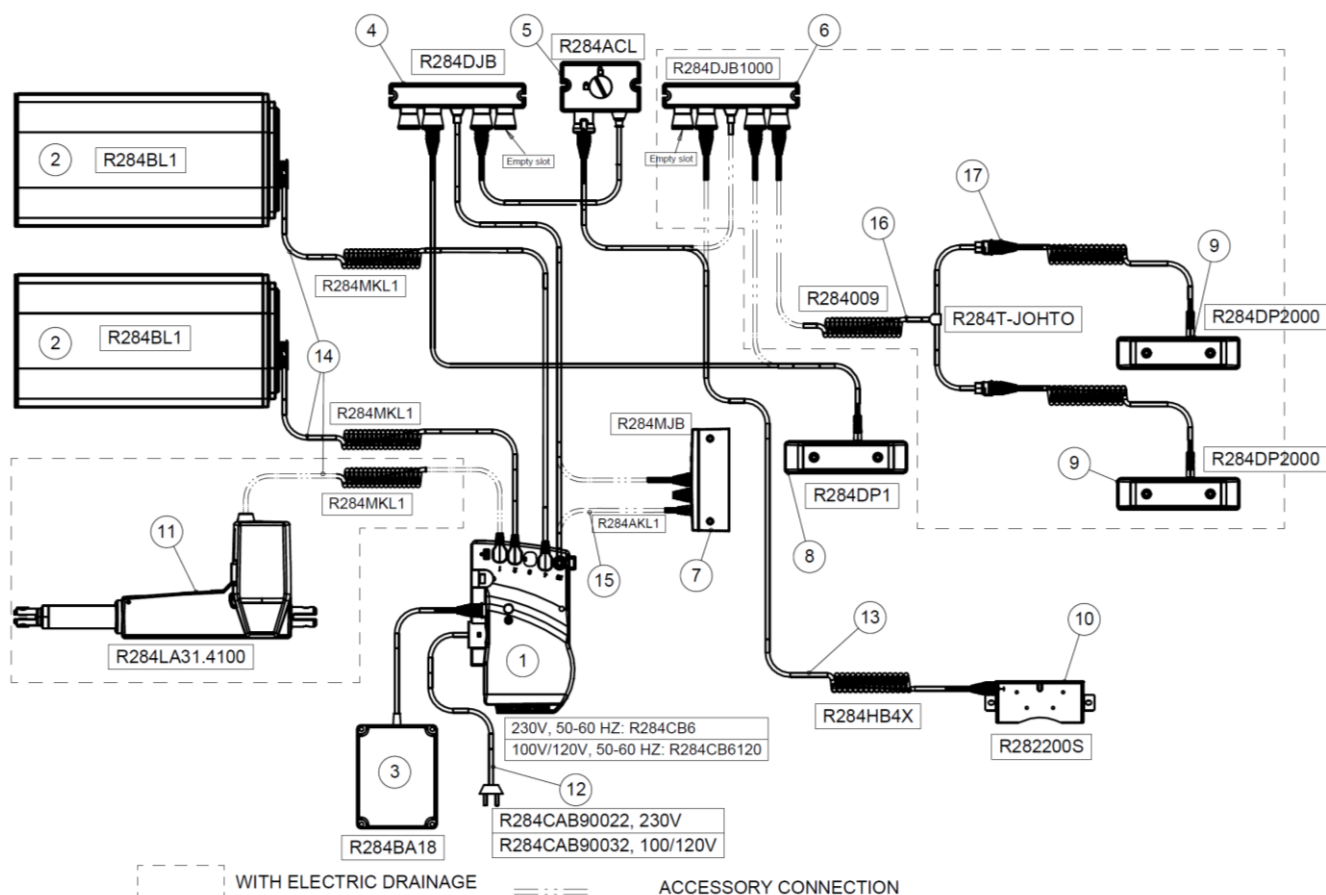 4
5
6
R284DJB
R284ACL
R284DJB1000
Empty slot
Empty slot
2
R284BL1
17
16
9
R284MKL1
R284009
R284T-JOHTO
R284DP2000
2
R284BL1
14
R284MKL1
R284MJB
R284DP2000
9
R284MKL1
R284DP1
R284AKL1
11
15
7
8
R284LA31.4100
1
13
10
R284HB4X
R282200S
230V, 50-60 HZ: R284CB6
100V/120V, 50-60 HZ: R284CB6120
3
12
R284CAB90022, 230V
R284CAB90032, 100/120V
R284BA18
WITH ELECTRIC DRAINAGE
ACCESSORY CONNECTION